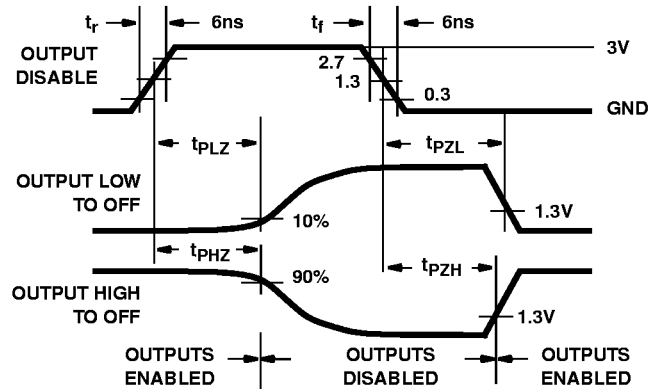 tr 6ns tf 6ns
OUTPUT
DISABLE
2.7
1.3
0.3
3V
GND
tPLZ tPZL
OUTPUT LOW
TO OFF
10%
1.3V
tPHZ tPZH
OUTPUT HIGH
TO OFF
90%
1.3V
OUTPUTS
ENABLED
OUTPUTS
DISABLED
OUTPUTS
ENABLED